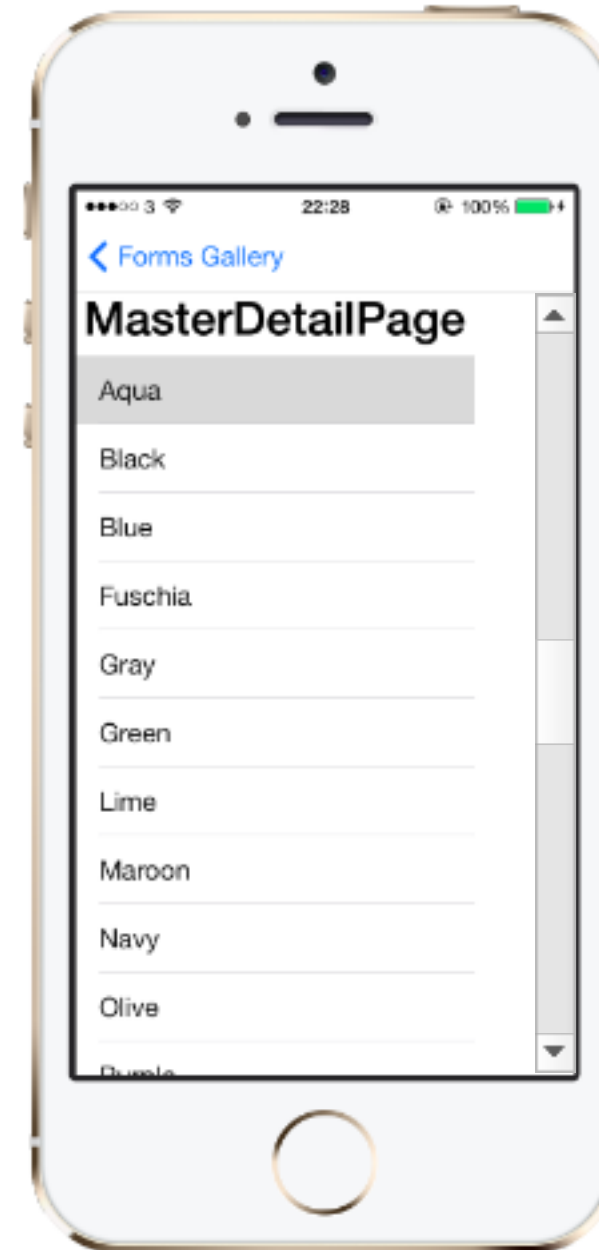 3 22:28 100%
Forms Gallery
MasterDetailPage
Aqua
Black
Blue
Fuschia
Gray
Green
Lime
Maroon
Navy
Olive